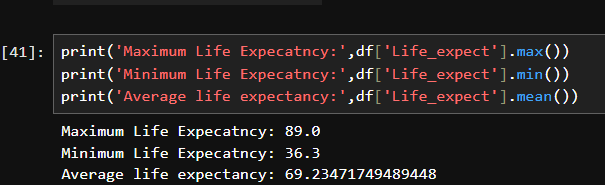 [41]: print('Maximum Life Expecatncy:',df['Life_expect'].max())
print('Minimum Life Expecatncy:',df['Life_expect'].min())
print('Average life expectancy:',df['Life_expect'].mean())
Maximum Life Expecatncy: 89.0
Minimum Life Expecatncy: 36.3
Average life expectancy: 69.23471749489448